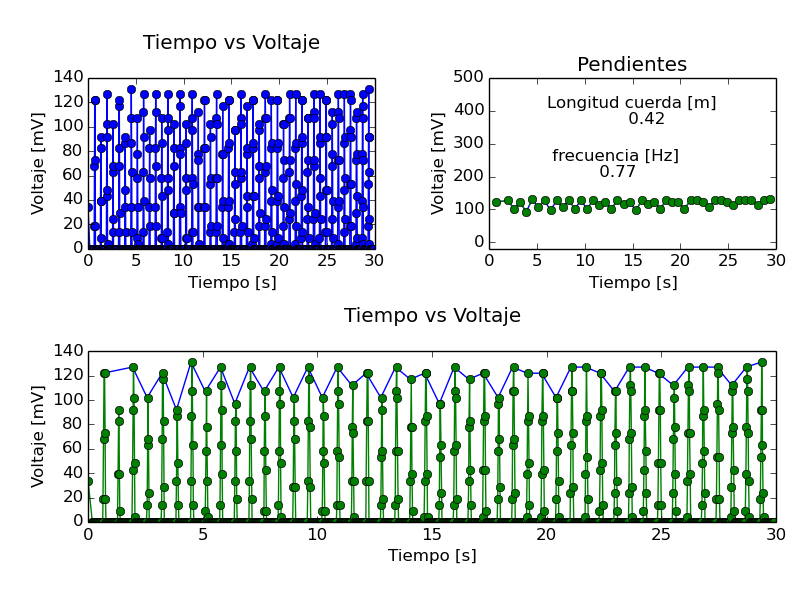 Tiempo vs Voltaje
140
120
100
80
60
40
20
0
Voltaje [mV]
0 5 10 15 20 25 30
Tiempo [s]
Pendientes
500
400
300
200
100
0
Voltaje [mV]
Longitud cuerda [m]
0.42
frecuencia [Hz]
0.77
0 5 10 15 20 25 30
Tiempo [s]
Tiempo vs Voltaje
140
120
100
80
60
40
20
0
Voltaje [mV]
0 5 10 15 20 25 30
Tiempo [s]